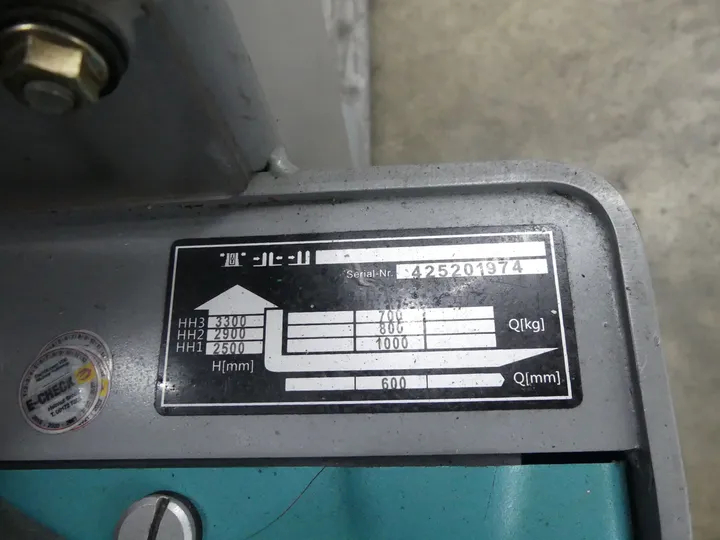 Serial-Nr. 425201974
HH3 3300 700
HH2 2900 800 Q[kg]
HH1 2500 1000
H[mm]
600 Q[mm]
E-CHECK